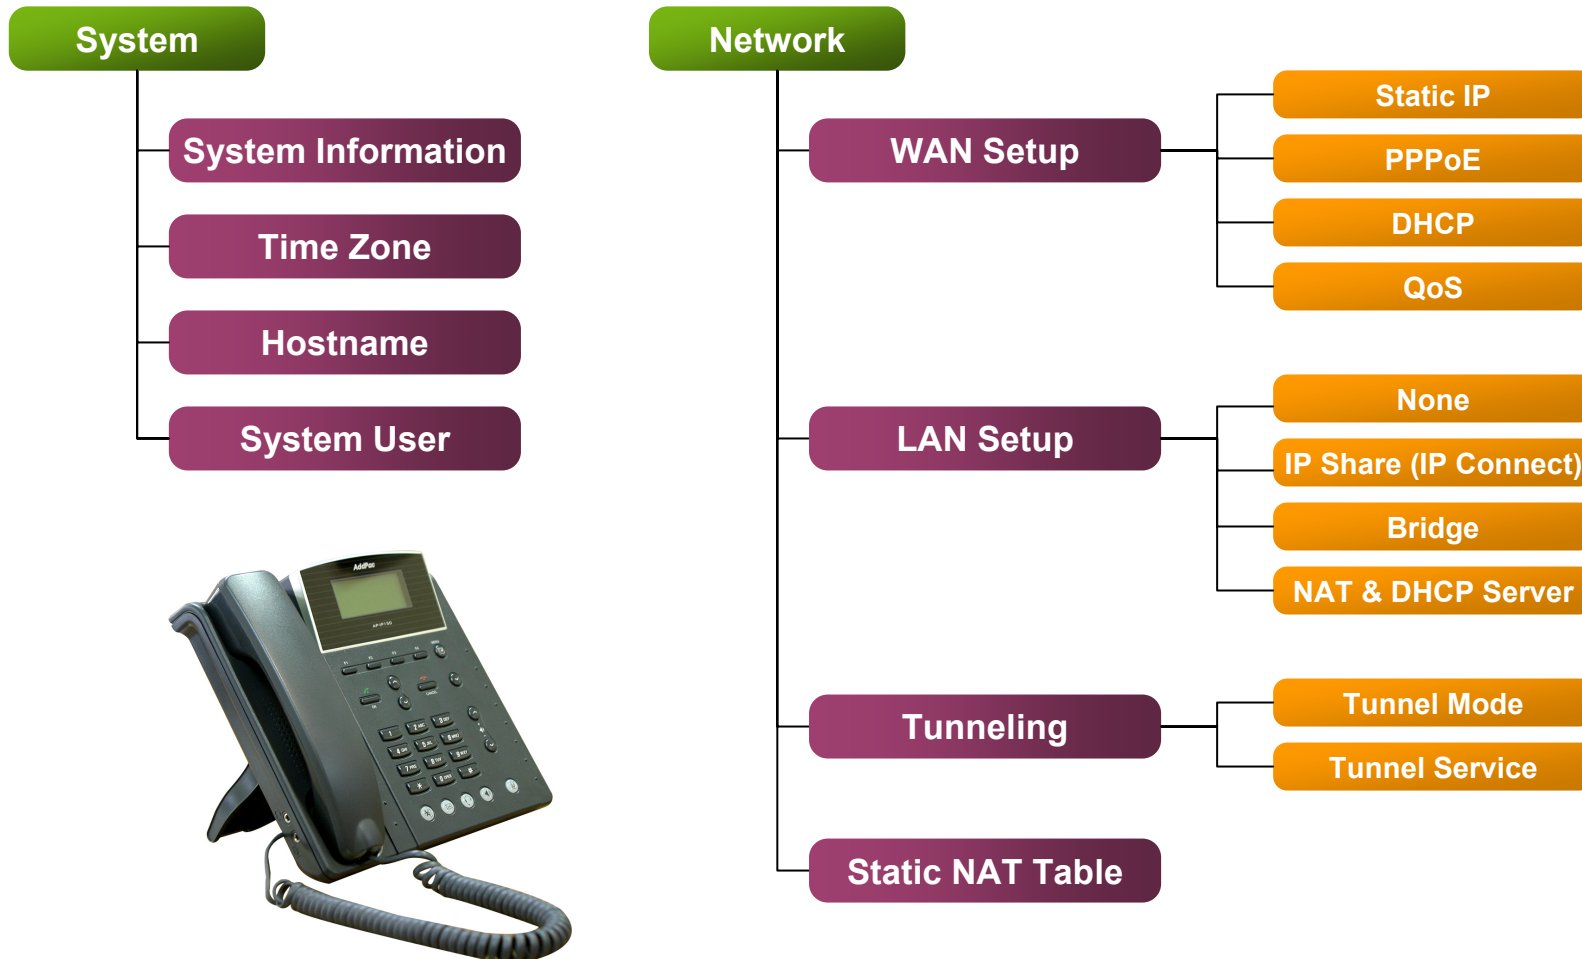 System
System Information
Time Zone
Hostname
System User
Network
WAN Setup
Static IP
PPPoE
DHCP
QoS
LAN Setup
None
IP Share (IP Connect)
Bridge
NAT & DHCP Server
Tunneling
Tunnel Mode
Tunnel Service
Static NAT Table
AddPac